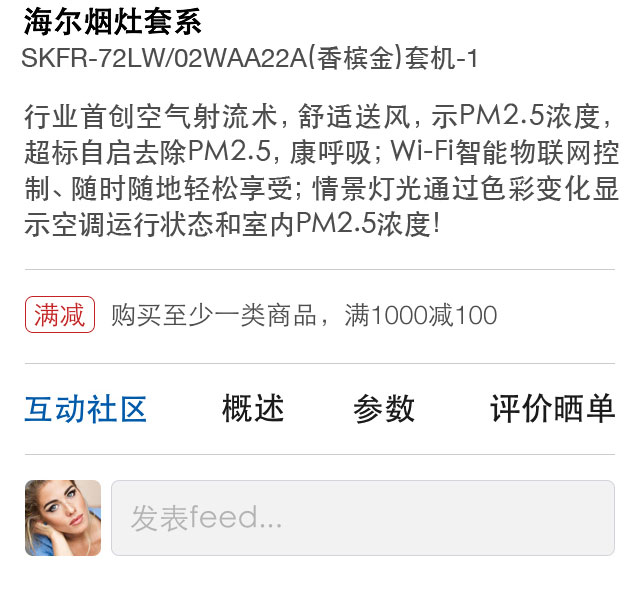 海尔烟灶套系
SKFR-72LW/02WAA22A(香槟金)套机-1
行业首创空气射流术, 舒适送风, 示PM2.5浓度,
超标自启去除PM2.5, 康呼吸; Wi-Fi智能物联网控
制、随时随地轻松享受; 情景灯光通过色彩变化显
示空调运行状态和室内PM2.5浓度!
满减 购买至少一类商品，满1000减100
互动社区 概述 参数 评价晒单
发表feed...